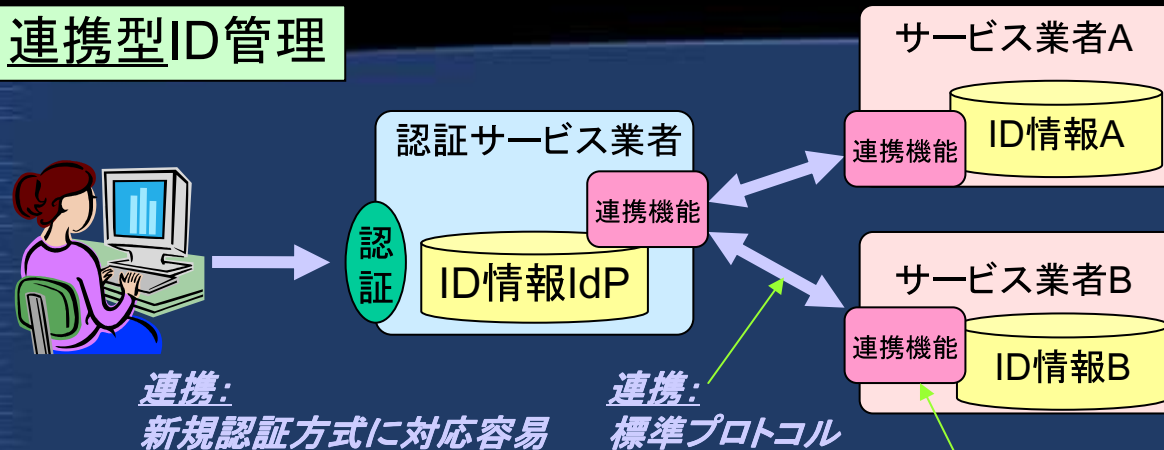 連携型ID管理
サービス業者A
連携機能
ID情報A
認証サービス業者
連携機能
認証
ID情報IdP
サービス業者B
連携機能
ID情報B
連携:
新規認証方式に対応容易
連携:
標準プロトコル